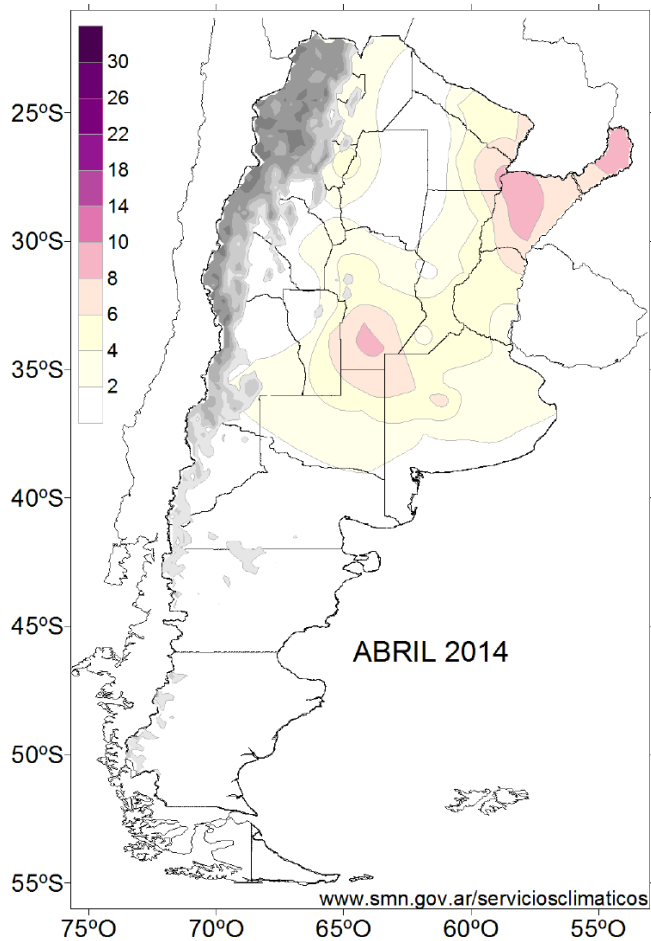 30
26
22
18
14
10
8
6
4
2
25ºS
30ºS
35ºS
40ºS
45ºS
50ºS
55ºS
ABRIL 2014
www.smn.gov.ar/serviciosclimaticos
75ºO 70ºO 65ºO 60ºO 55ºO